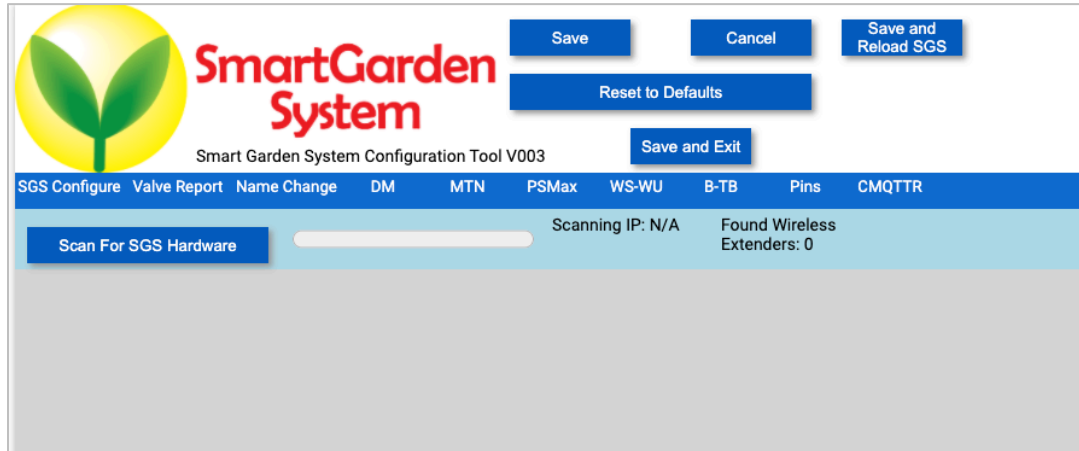 SmartGarden
System
Smart Garden System Configuration Tool V003
Save
Cancel
Save and
Reload SGS
Reset to Defaults
Save and Exit
SGS Configure Valve Report Name Change DM MTN PSMax WS-WU B-TB Pins CMQTTR
Scan For SGS Hardware
Scanning IP: N/A
Found Wireless
Extenders: 0